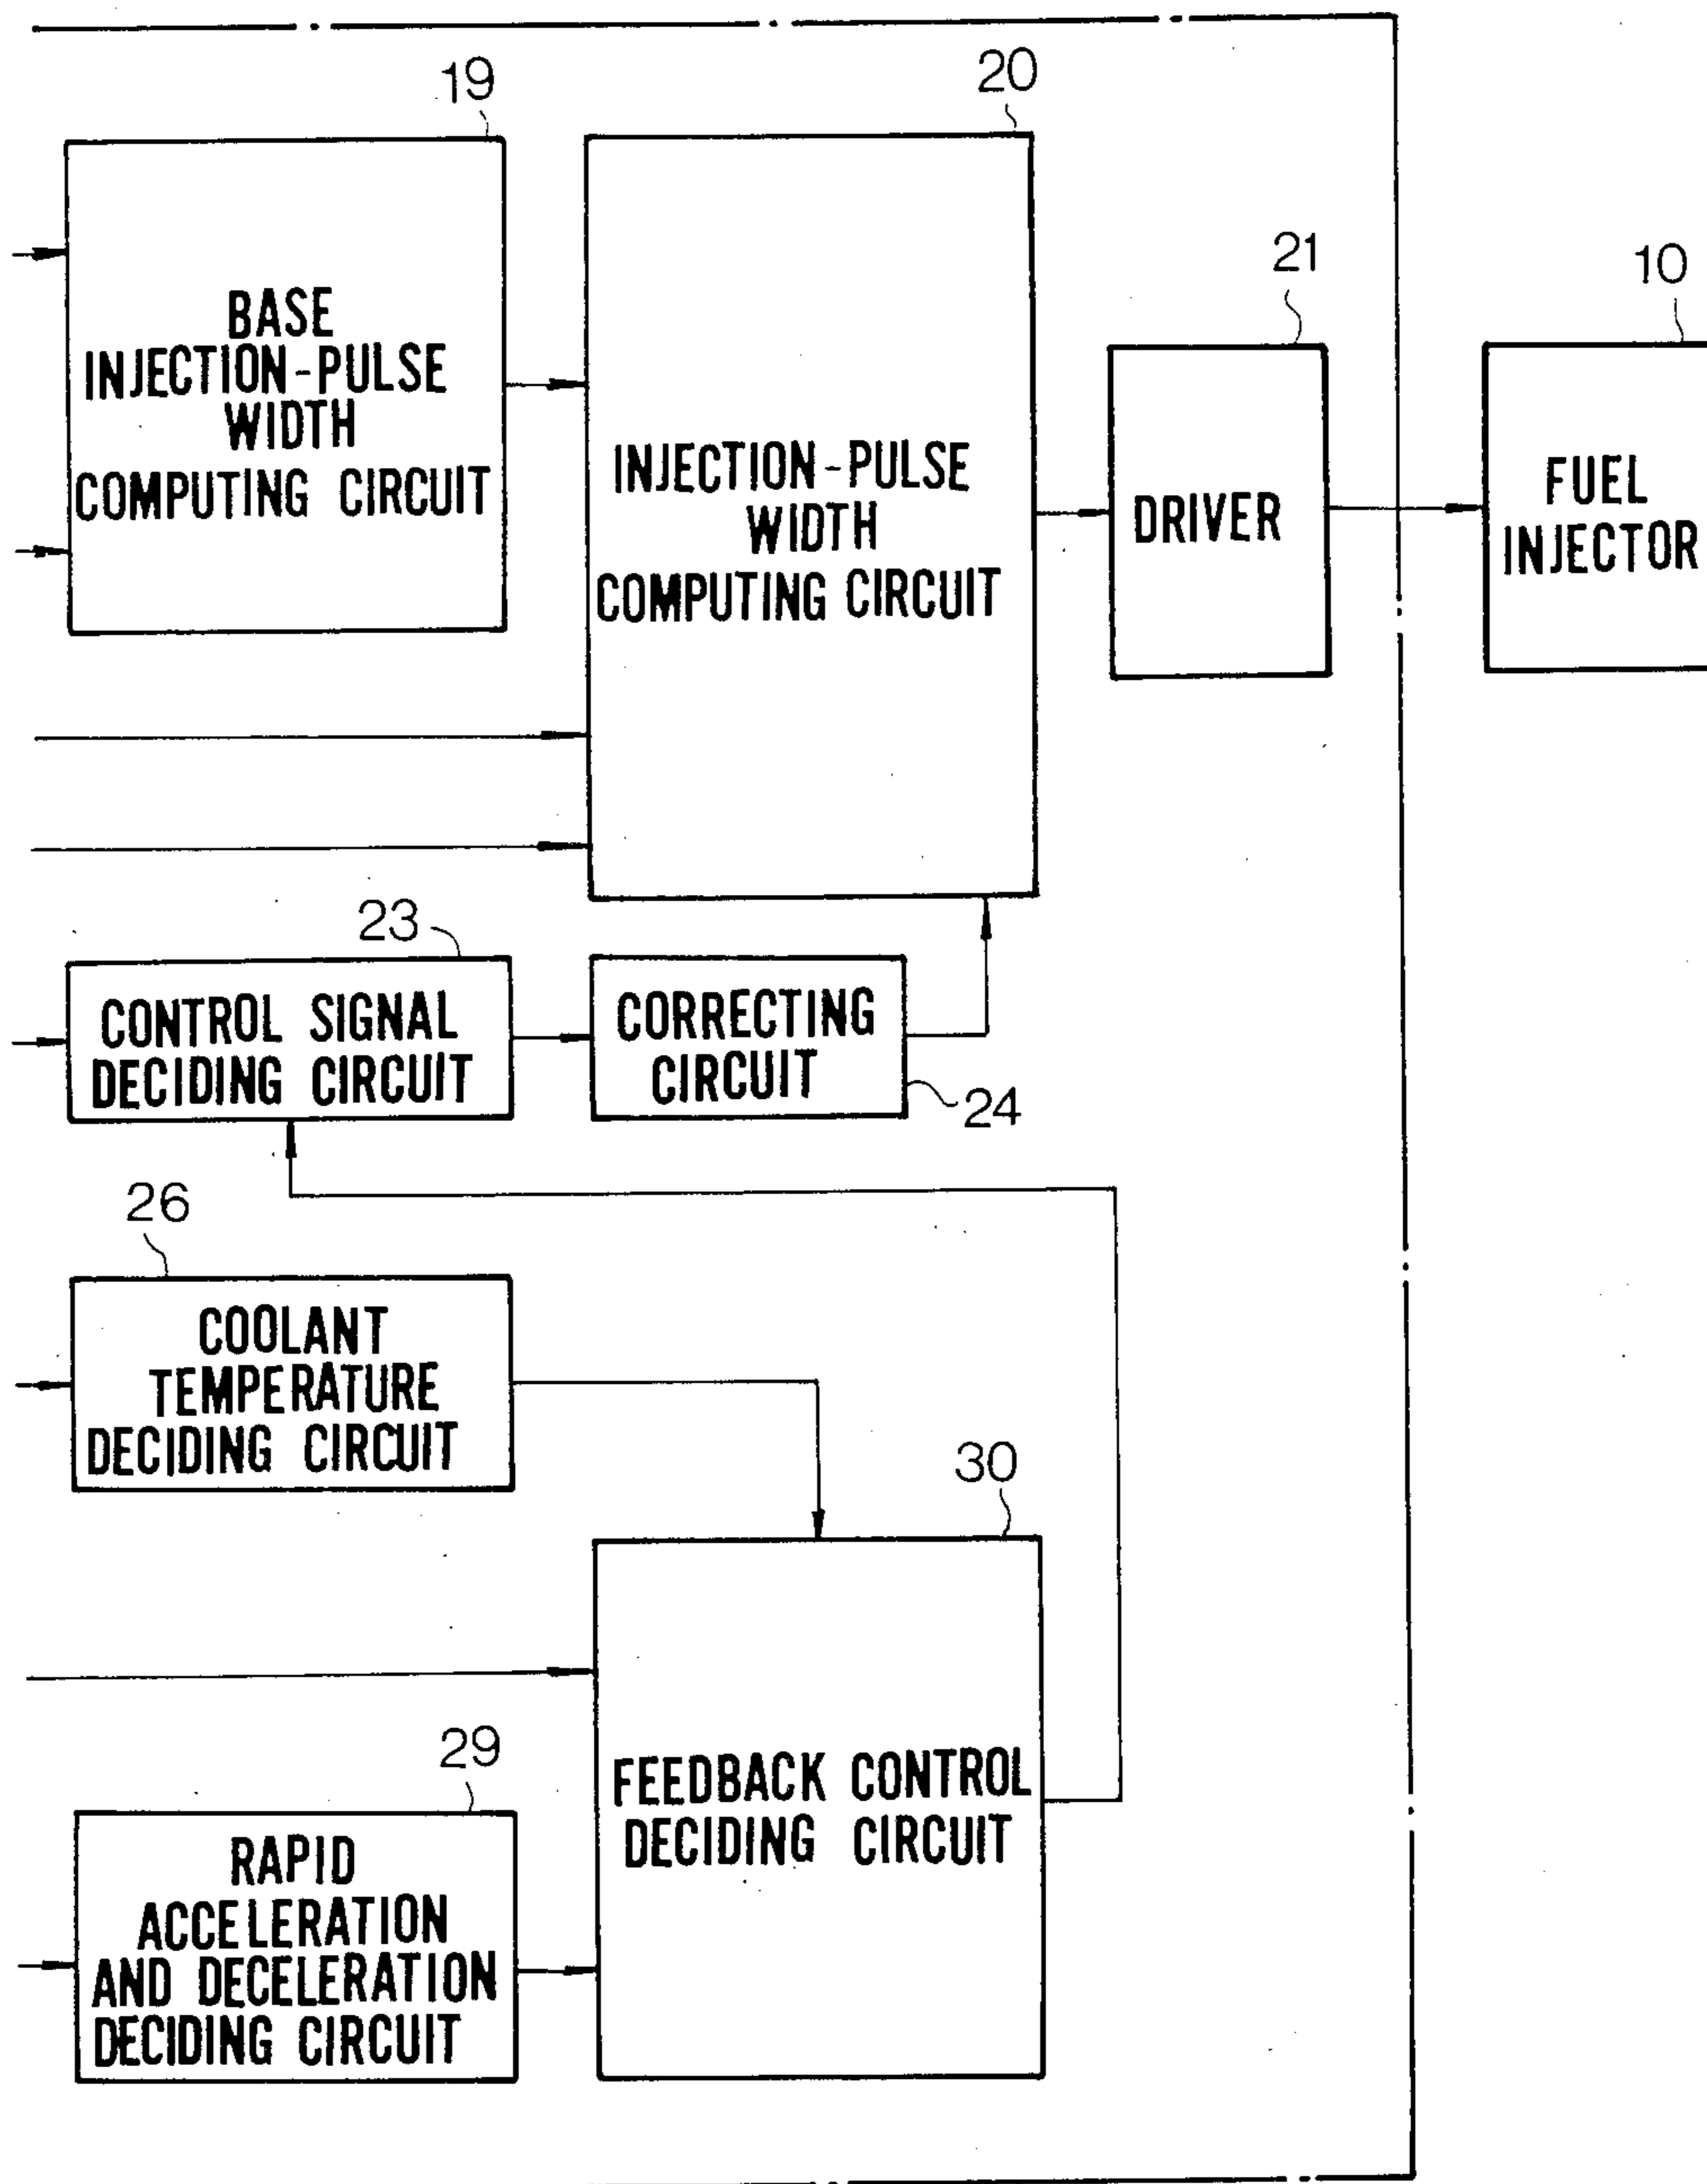 19
20
BASE
INJECTION-PULSE
WIDTH
COMPUTING CIRCUIT
INJECTION-PULSE
WIDTH
COMPUTING CIRCUIT
21
DRIVER
10
FUEL
INJECTOR
23
CONTROL SIGNAL
DECIDING CIRCUIT
CORRECTING
CIRCUIT
24
26
COOLANT
TEMPERATURE
DECIDING CIRCUIT
30
FEEDBACK CONTROL
DECIDING CIRCUIT
29
RAPID
ACCELERATION
AND DECELERATION
DECIDING CIRCUIT